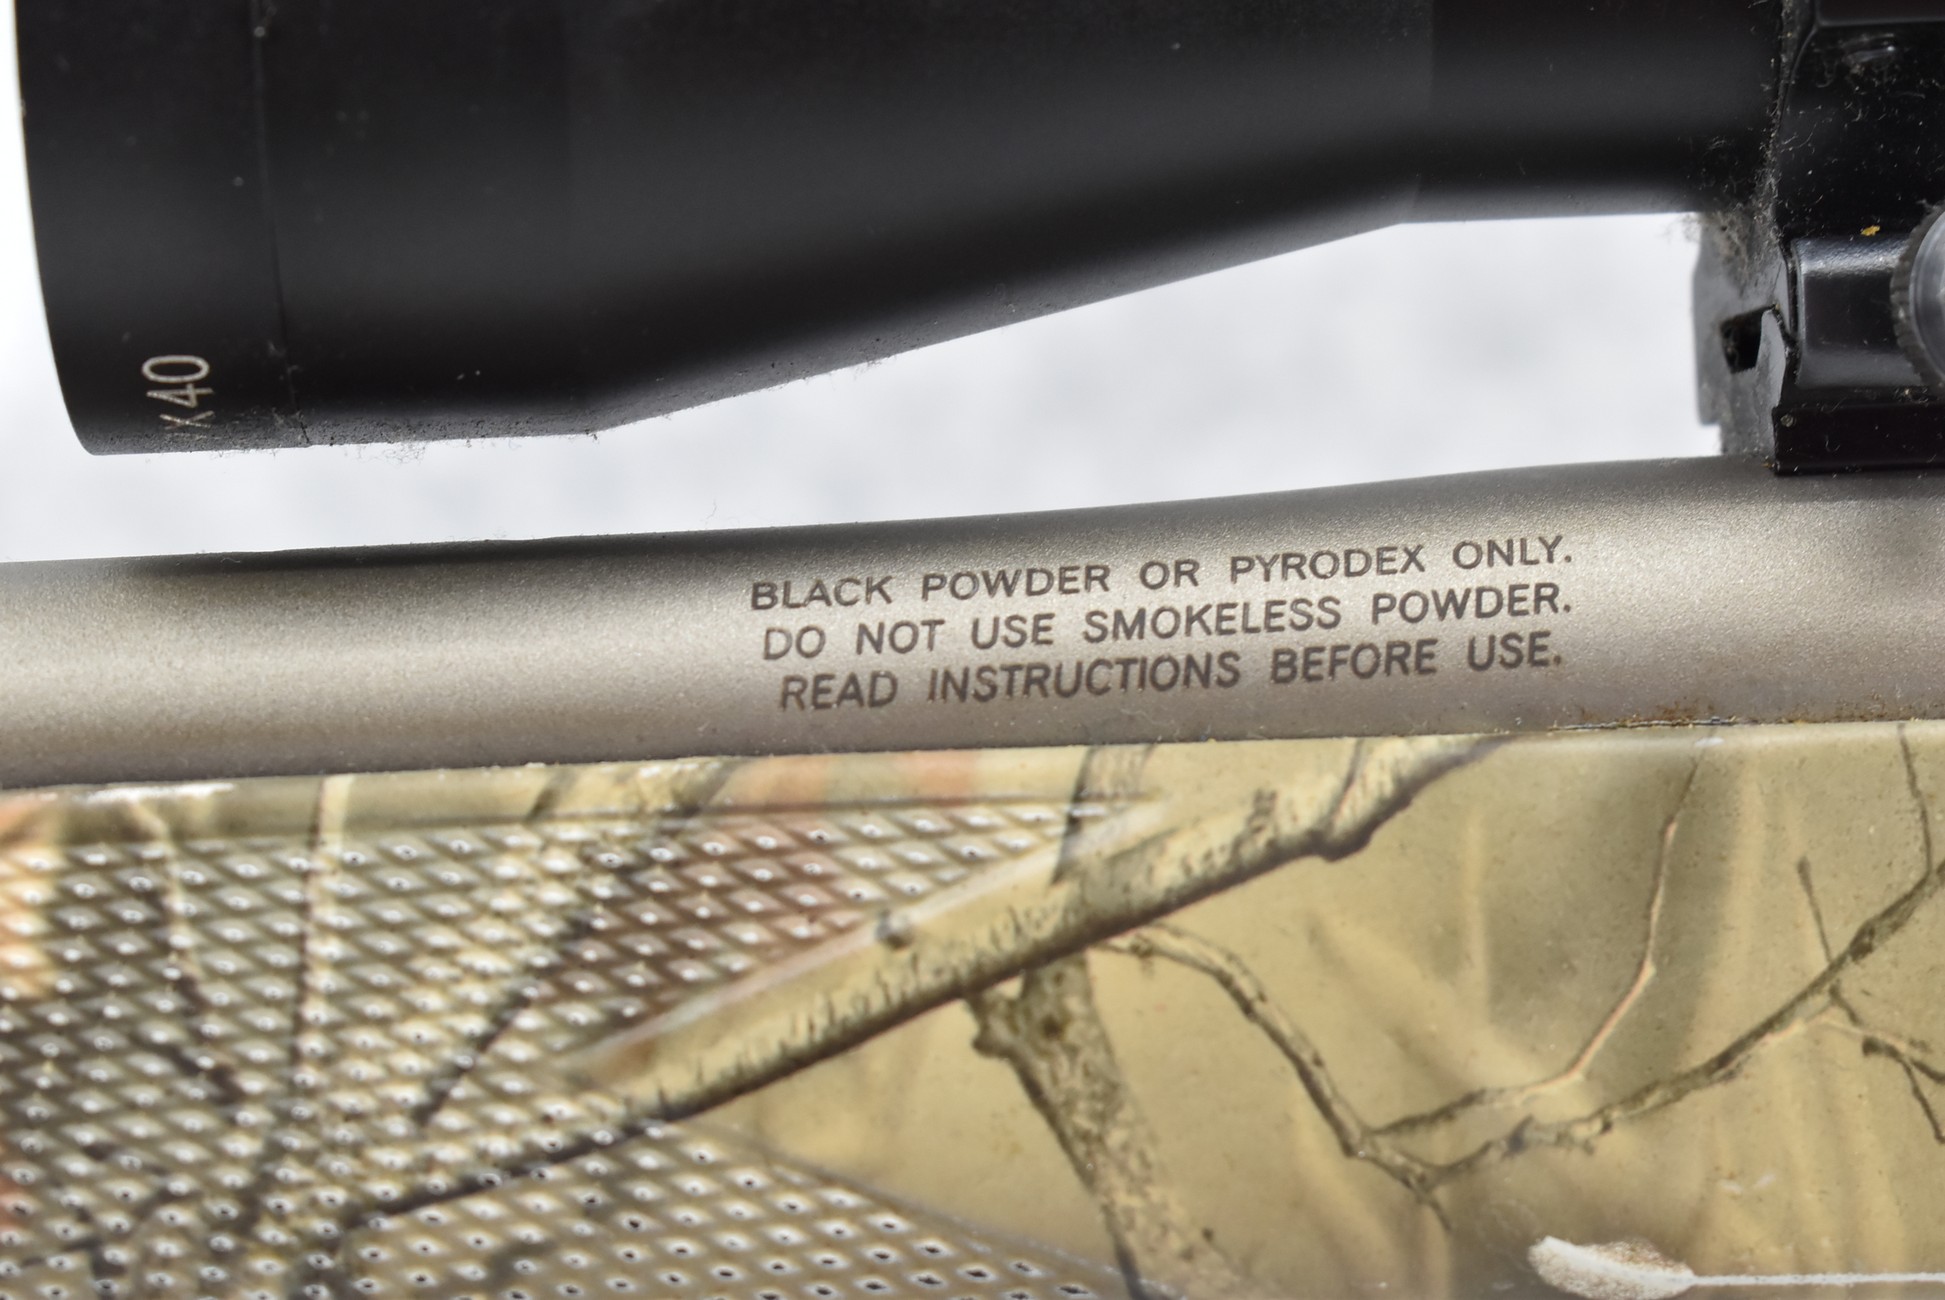 x40
BLACK POWDER OR PYRODEX ONLY.
DO NOT USE SMOKELESS POWDER.
READ INSTRUCTIONS BEFORE USE.